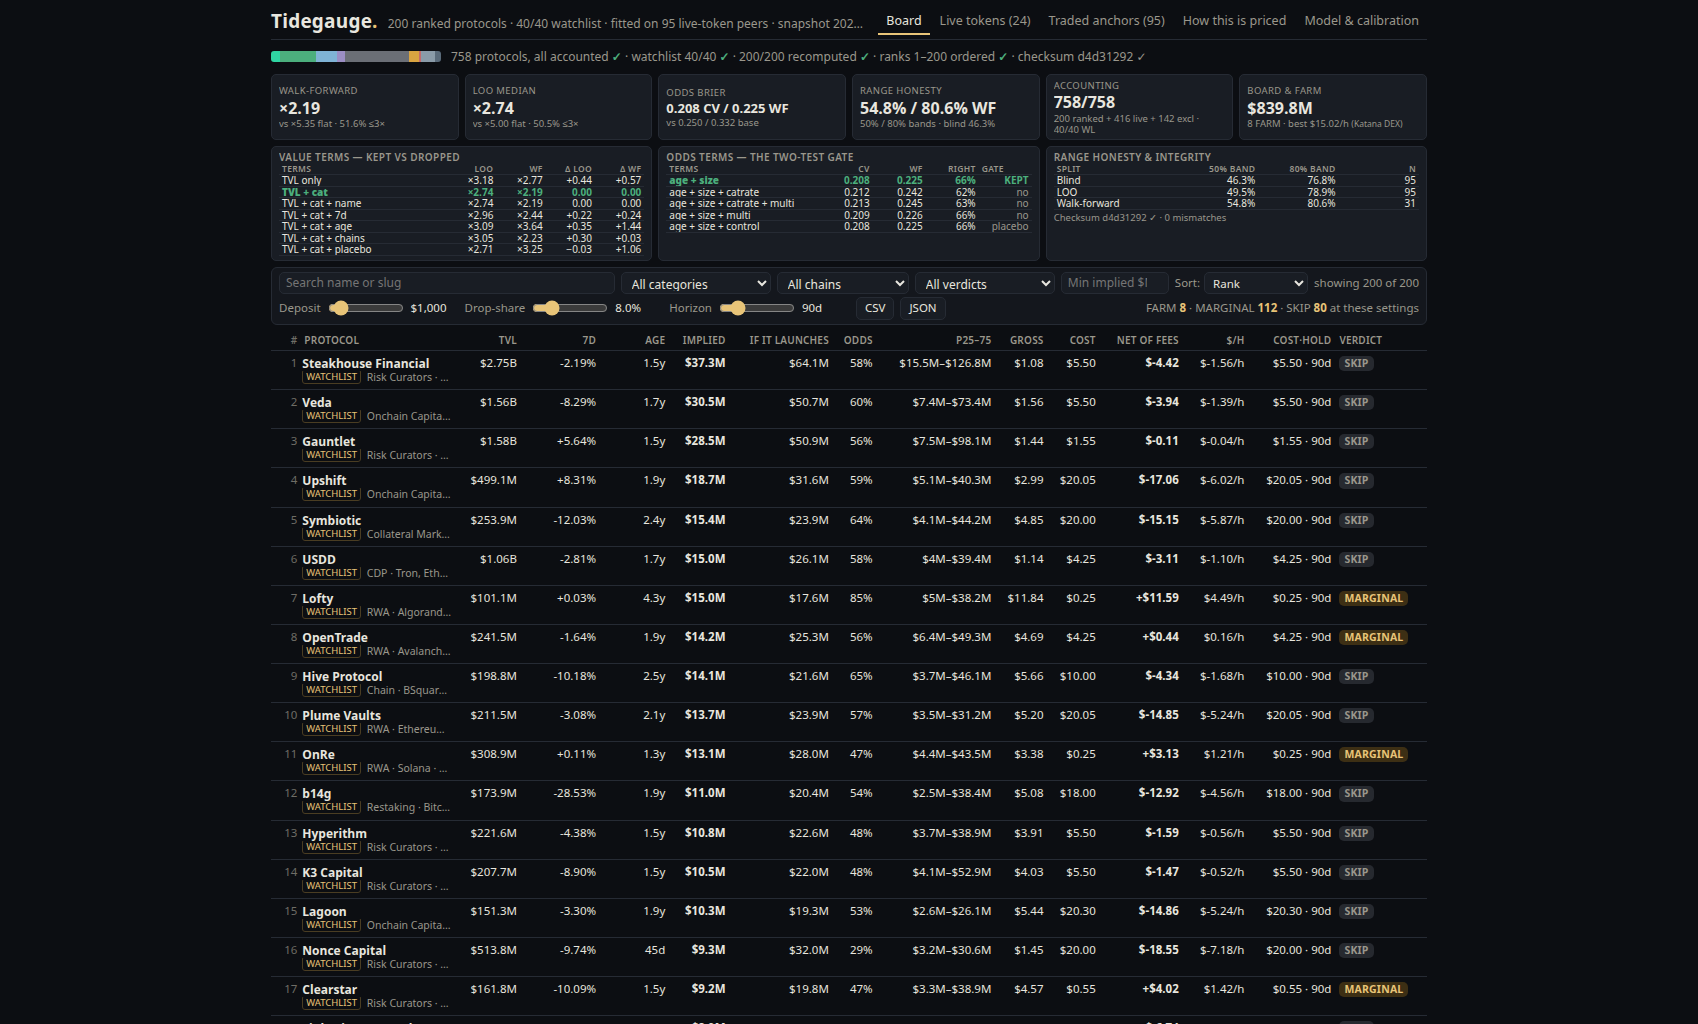 Tidegauge. 200 ranked protocols · 40/40 watchlist · fitted on 95 live-token peers · snapshot 202... Board Live tokens (24) Traded anchors (95) How this is priced Model & calibration
758 protocols, all accounted ✓ · watchlist 40/40 ✓ · 200/200 recomputed ✓ · ranks 1–200 ordered ✓ · checksum d4d31292 ✓
WALK-FORWARD
×2.19
vs ×5.35 flat · 51.6% ≤3×
LOO MEDIAN
×2.74
vs ×5.00 flat · 50.5% ≤3×
ODDS BRIER
0.208 CV / 0.225 WF
vs 0.250 / 0.332 base
RANGE HONESTY
54.8% / 80.6% WF
50% / 80% bands · blind 46.3%
ACCOUNTING
758/758
200 ranked + 416 live + 142 excl ·
40/40 WL
BOARD & FARM
$839.8M
8 FARM · best $15.02/h (Katana DEX)
VALUE TERMS — KEPT VS DROPPED
TERMS LOO WF Δ LOO Δ WF
TVL only ×3.18 ×2.77 +0.44 +0.57
TVL + cat ×2.74 ×2.19 0.00 0.00
TVL + cat + name ×2.74 ×2.19 0.00 0.00
TVL + cat + 7d ×2.96 ×2.44 +0.22 +0.24
TVL + cat + age ×3.09 ×3.64 +0.35 +1.44
TVL + cat + chains ×3.05 ×2.23 +0.30 +0.03
TVL + cat + placebo ×2.71 ×3.25 −0.03 +1.06
ODDS TERMS — THE TWO-TEST GATE
TERMS CV WF RIGHT GATE
age + size 0.208 0.225 66% KEPT
age + size + catrate 0.212 0.242 62% no
age + size + catrate + multi 0.213 0.245 63% no
age + size + multi 0.209 0.226 66% no
age + size + control 0.208 0.225 66% placebo
RANGE HONESTY & INTEGRITY
SPLIT 50% BAND 80% BAND N
Blind 46.3% 76.8% 95
LOO 49.5% 78.9% 95
Walk-forward 54.8% 80.6% 31
Checksum d4d31292 ✓ · 0 mismatches
Search name or slug All categories All chains All verdicts Min implied $I Sort: Rank showing 200 of 200
Deposit $1,000 Drop-share 8.0% Horizon 90d CSV JSON FARM 8 · MARGINAL 112 · SKIP 80 at these settings
# PROTOCOL TVL 7D AGE IMPLIED IF IT LAUNCHES ODDS P25–75 GROSS COST NET OF FEES $/H COST·HOLD VERDICT
1 Steakhouse Financial $2.75B -2.19% 1.5y $37.3M $64.1M 58% $15.5M–$126.8M $1.08 $5.50 $-4.42 $-1.56/h $5.50 · 90d SKIP
WATCHLIST Risk Curators · ...
2 Veda $1.56B -8.29% 1.7y $30.5M $50.7M 60% $7.4M–$73.4M $1.56 $5.50 $-3.94 $-1.39/h $5.50 · 90d SKIP
WATCHLIST Onchain Capita...
3 Gauntlet $1.58B +5.64% 1.5y $28.5M $50.9M 56% $7.5M–$98.1M $1.44 $1.55 $-0.11 $-0.04/h $1.55 · 90d SKIP
WATCHLIST Risk Curators · ...
4 Upshift $499.1M +8.31% 1.9y $18.7M $31.6M 59% $5.1M–$40.3M $2.99 $20.05 $-17.06 $-6.02/h $20.05 · 90d SKIP
WATCHLIST Onchain Capita...
5 Symbiotic $253.9M -12.03% 2.4y $15.4M $23.9M 64% $4.1M–$44.2M $4.85 $20.00 $-15.15 $-5.87/h $20.00 · 90d SKIP
WATCHLIST Collateral Mark...
6 USDD $1.06B -2.81% 1.7y $15.0M $26.1M 58% $4M–$39.4M $1.14 $4.25 $-3.11 $-1.10/h $4.25 · 90d SKIP
WATCHLIST CDP · Tron, Eth...
7 Lofty $101.1M +0.03% 4.3y $15.0M $17.6M 85% $5M–$38.2M $11.84 $0.25 +$11.59 $4.49/h $0.25 · 90d MARGINAL
WATCHLIST RWA · Algorand...
8 OpenTrade $241.5M -1.64% 1.9y $14.2M $25.3M 56% $6.4M–$49.3M $4.69 $4.25 +$0.44 $0.16/h $4.25 · 90d MARGINAL
WATCHLIST RWA · Avalanch...
9 Hive Protocol $198.8M -10.18% 2.5y $14.1M $21.6M 65% $3.7M–$46.1M $5.66 $10.00 $-4.34 $-1.68/h $10.00 · 90d SKIP
WATCHLIST Chain · BSquar...
10 Plume Vaults $211.5M -3.08% 2.1y $13.7M $23.9M 57% $3.5M–$31.2M $5.20 $20.05 $-14.85 $-5.24/h $20.05 · 90d SKIP
WATCHLIST RWA · Ethereu...
11 OnRe $308.9M +0.11% 1.3y $13.1M $28.0M 47% $4.4M–$43.5M $3.38 $0.25 +$3.13 $1.21/h $0.25 · 90d MARGINAL
WATCHLIST RWA · Solana · ...
12 b14g $173.9M -28.53% 1.9y $11.0M $20.4M 54% $2.5M–$38.4M $5.08 $18.00 $-12.92 $-4.56/h $18.00 · 90d SKIP
WATCHLIST Restaking · Bitc...
13 Hyperithm $221.6M -4.38% 1.5y $10.8M $22.6M 48% $3.7M–$38.9M $3.91 $5.50 $-1.59 $-0.56/h $5.50 · 90d SKIP
WATCHLIST Risk Curators · ...
14 K3 Capital $207.7M -8.90% 1.5y $10.5M $22.0M 48% $4.1M–$52.9M $4.03 $5.50 $-1.47 $-0.52/h $5.50 · 90d SKIP
WATCHLIST Risk Curators · ...
15 Lagoon $151.3M -3.30% 1.9y $10.3M $19.3M 53% $2.6M–$26.1M $5.44 $20.30 $-14.86 $-5.24/h $20.30 · 90d SKIP
WATCHLIST Onchain Capita...
16 Nonce Capital $513.8M -9.74% 45d $9.3M $32.0M 29% $3.2M–$30.6M $1.45 $20.00 $-18.55 $-7.18/h $20.00 · 90d SKIP
WATCHLIST Risk Curators · ...
17 Clearstar $161.8M -10.09% 1.5y $9.2M $19.8M 47% $3.3M–$38.9M $4.57 $0.55 +$4.02 $1.42/h $0.55 · 90d MARGINAL
WATCHLIST Risk Curators · ...